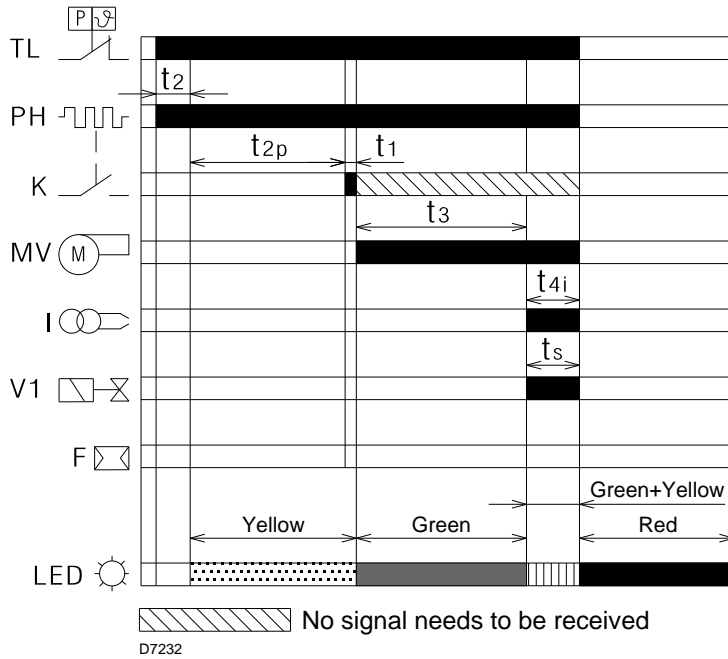 P ϑ
TL
t2
PH
t2p t1
K
t3
MV M
t4i
I
ts
V1
F
Green+Yellow
Yellow Green Red
LED
No signal needs to be received
D7232